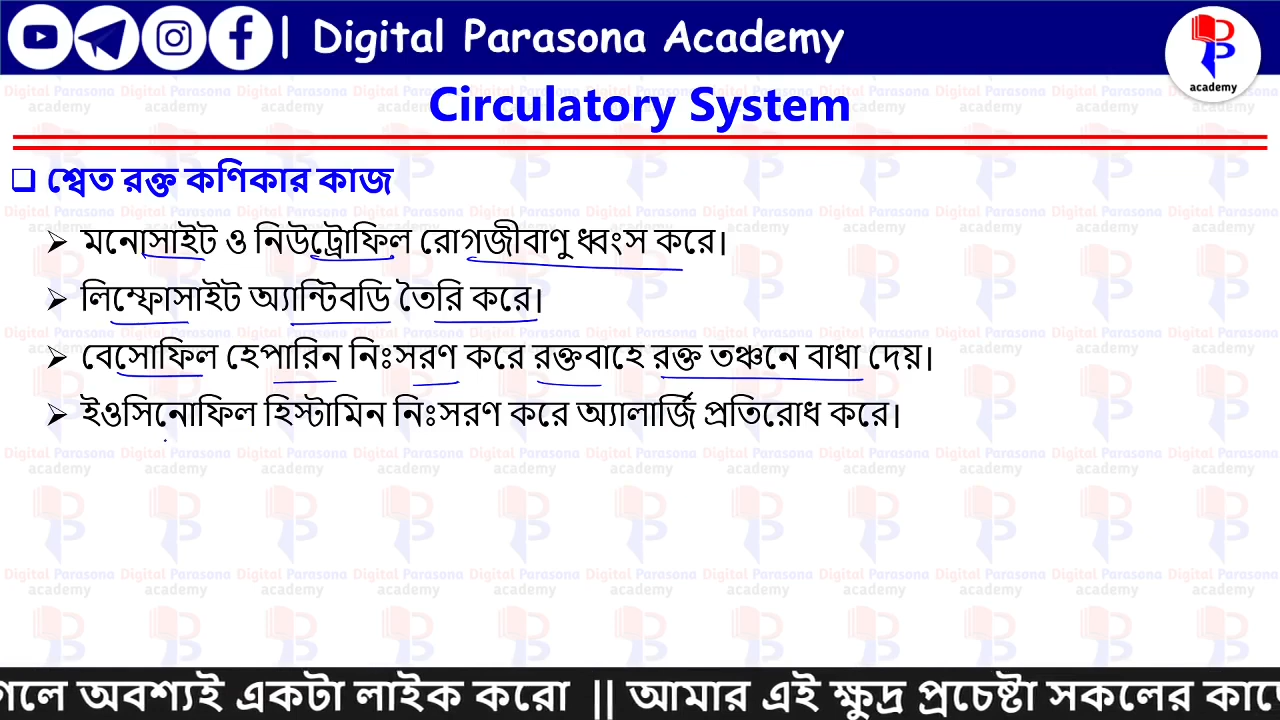 | Digital Parasona Academy
academy
Circulatory System
❑ শ্বেত রক্ত কণিকার কাজ
➢ মনোসাইট ও নিউট্রোফিল রোগজীবাণু ধ্বংস করে।
➢ লিম্ফোসাইট অ্যান্টিবডি তৈরি করে।
➢ বেসোফিল হেপারিন নিঃসরণ করে রক্তবাহে রক্ত তঞ্চনে বাধা দেয়।
➢ ইওসিনোফিল হিস্টামিন নিঃসরণ করে অ্যালার্জি প্রতিরোধ করে।
গলে অবশ্যই একটা লাইক করো || আমার এই ক্ষুদ্র প্রচেষ্টা সকলের কাছে